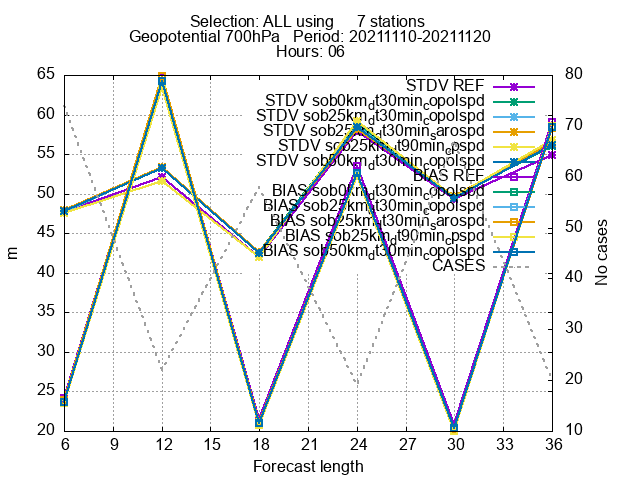 Selection: ALL using 7 stations
Geopotential 700hPa Period: 20211110-20211120
Hours: 06
65
60
55
50
45
40
35
30
25
20
m
80
70
60
50
40
30
20
10
No cases
STDV REF
STDV sob0km_dt30min_copolspd
STDV sob25km_dt30min_copolspd
STDV sob25km_dt30min_sarospd
STDV sob25km_dt90min_opspd
STDV sob50km_dt30min_copolspd
BIAS REF
BIAS sob0km_dt30min_copolspd
BIAS sob25km_dt30min_copolspd
BIAS sob25km_dt30min_sarospd
BIAS sob25km_dt90min_cpspd
BIAS sob50km_dt30min_copolspd
CASES
6 9 12 15 18 21 24 27 30 33 36
Forecast length